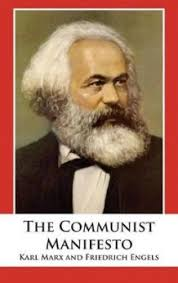 THE COMMUNIST
MANIFESTO
KARL MARX AND FRIEDRICH ENGELS